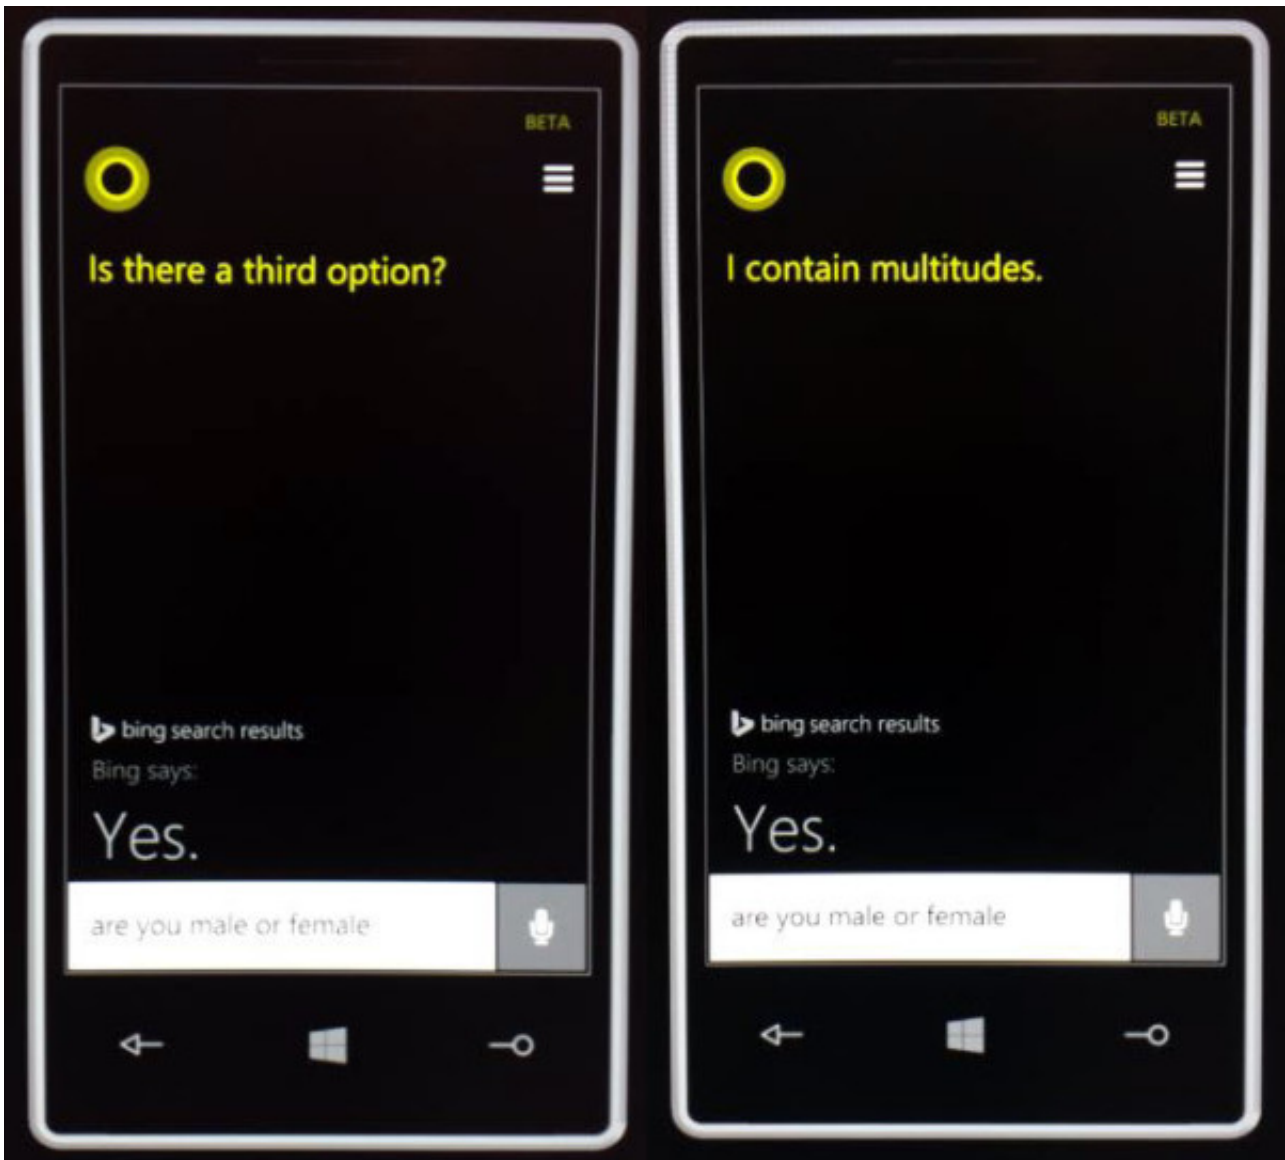 BETA
Is there a third option?
bing search results
Bing says:
Yes.
are you male or female
BETA
I contain multitudes.
bing search results
Bing says:
Yes.
are you male or female